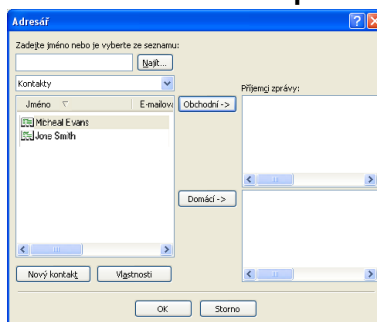 Adresář
Zadejte jméno nebo je vyberte ze seznamu:
Najít...
Kontakty
Příjemci zprávy:
Jméno E-mailov
Obchodní ->
Micheal Evans
Jose Smith
Domácí ->
Nový kontakt Vlastnosti
OK Storno